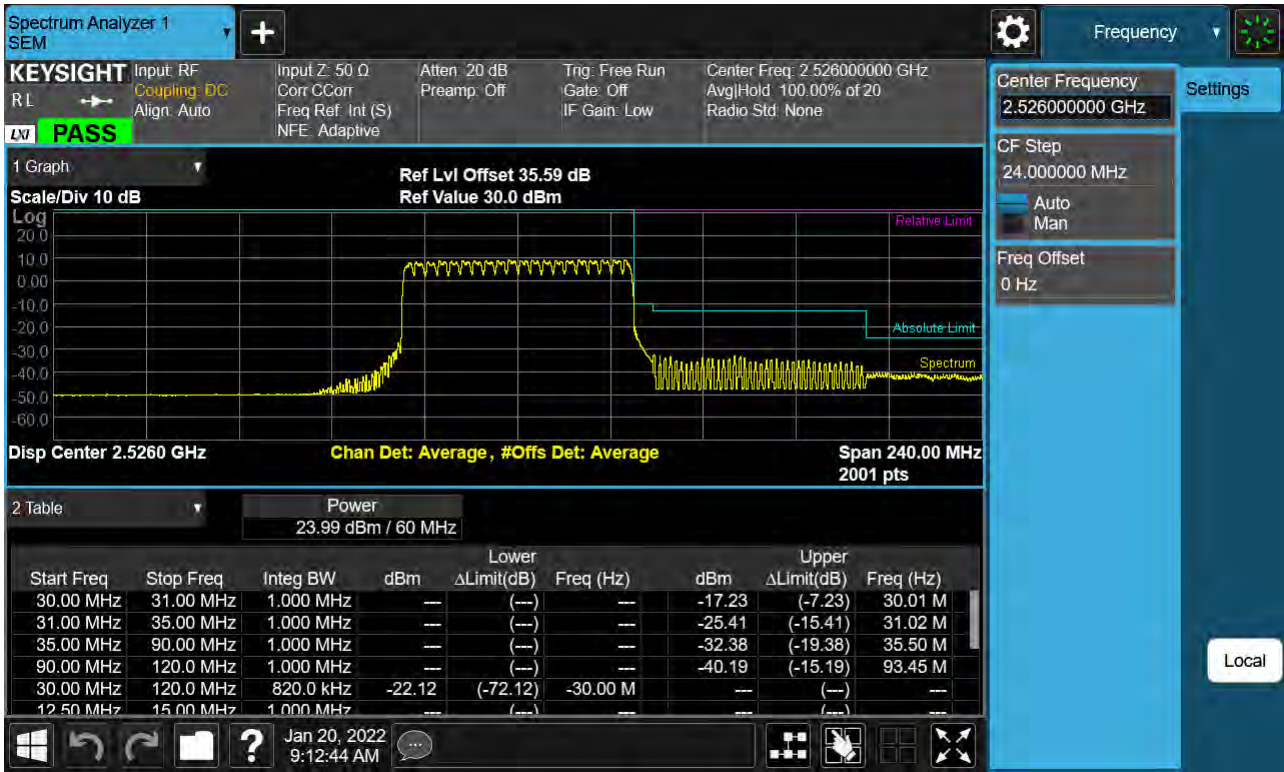 Spectrum Analyzer 1
SEM
Frequency
KEYSIGHT
R L
LXI PASS
Input: RF
Coupling: DC
Align: Auto
Input Z: 50 Ω
Corr CCorr
Freq Ref: Int (S)
NFE: Adaptive
Atten: 20 dB
Preamp: Off
Trig: Free Run
Gate: Off
IF Gain: Low
Center Freq: 2.526000000 GHz
Avg|Hold: 100.00% of 20
Radio Std: None
Center Frequency
2.526000000 GHz
Settings
CF Step
24.000000 MHz
Auto
Man
Freq Offset
0 Hz
Local
1 Graph
Ref Lvl Offset 35.59 dB
Scale/Div 10 dB Ref Value 30.0 dBm
Log
Relative Limit
20.0
10.0
0.00
-10.0
-20.0
Absolute Limit
-30.0
Spectrum
-40.0
-50.0
-60.0
Disp Center 2.5260 GHz Chan Det: Average, #Offs Det: Average Span 240.00 MHz
2001 pts
2 Table
Power
23.99 dBm / 60 MHz
Lower Upper
Start Freq Stop Freq Integ BW dBm ΔLimit(dB) Freq (Hz) dBm ΔLimit(dB) Freq (Hz)
30.00 MHz 31.00 MHz 1.000 MHz --- (---) --- -17.23 (-7.23) 30.01 M
31.00 MHz 35.00 MHz 1.000 MHz --- (---) --- -25.41 (-15.41) 31.02 M
35.00 MHz 90.00 MHz 1.000 MHz --- (---) --- -32.38 (-19.38) 35.50 M
90.00 MHz 120.0 MHz 1.000 MHz --- (---) --- -40.19 (-15.19) 93.45 M
30.00 MHz 120.0 MHz 820.0 kHz -22.12 (-72.12) -30.00 M --- (---) ---
12.50 MHz 15.00 MHz 1.000 MHz --- (---) --- --- (---) ---
Jan 20, 2022
9:12:44 AM